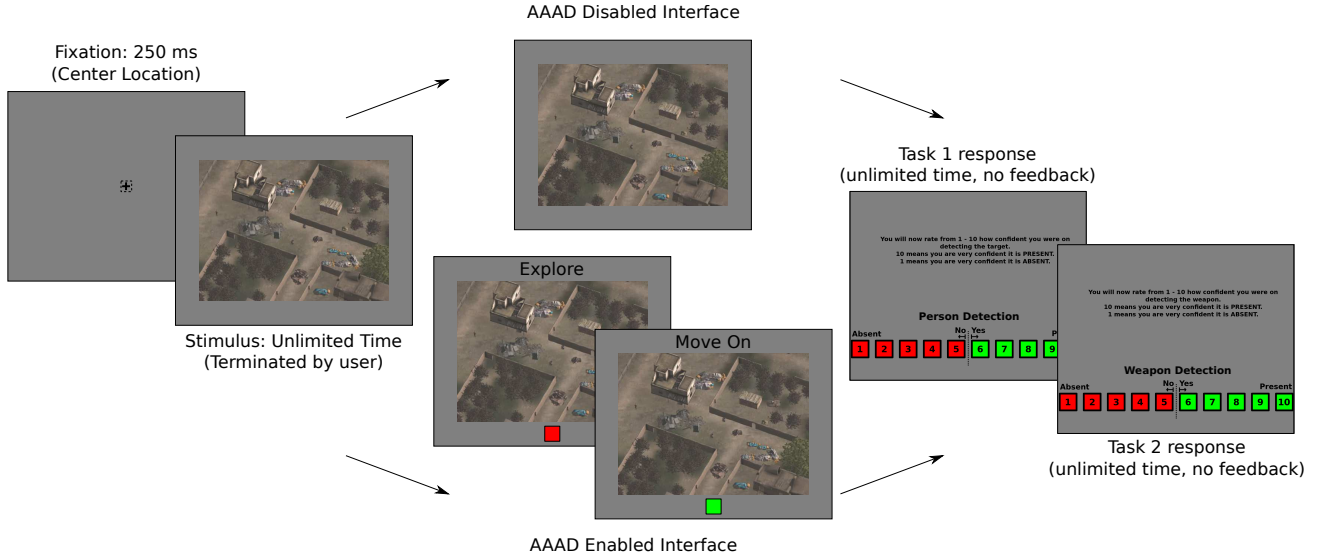 AAAD Disabled Interface
Fixation: 250 ms
(Center Location)
Stimulus: Unlimited Time
(Terminated by user)
Explore
Move On
AAAD Enabled Interface
Task 1 response
(unlimited time, no feedback)
You will now rate from 1 - 10 how confident you were on
detecting the target.
10 means you are very confident it is PRESENT.
1 means you are very confident it is ABSENT.
Person Detection
Absent No Yes P
1 2 3 4 5 6 7 8 9
You will now rate from 1 - 10 how confident you were on
detecting the weapon.
10 means you are very confident it is PRESENT.
1 means you are very confident it is ABSENT.
Weapon Detection
Absent No Yes Present
1 2 3 4 5 6 7 8 9 10
Task 2 response
(unlimited time, no feedback)